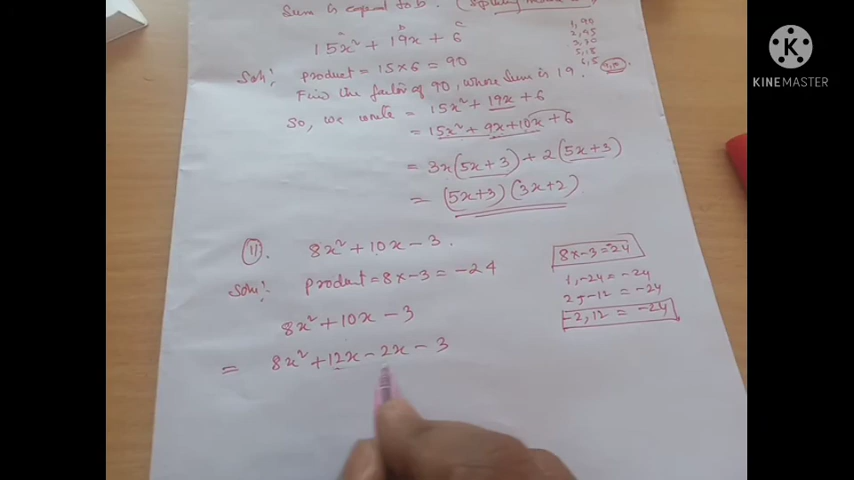 Sum is equal to b.
a b c
15x² + 19x + 6
Soln: product = 15×6 = 90
Find the factor of 90, whose sum is 19.
So, we write = 15x² + 19x + 6
= 15x² + 9x + 10x + 6
= 3x(5x+3) + 2(5x+3)
= (5x+3)(3x+2)
1, 90
2, 45
3, 30
5, 18
6, 15
9, 10
(ii). 8x² + 10x - 3.
Soln: product = 8x-3 = -24
8x² + 10x - 3
= 8x² + 12x - 2x - 3
8x-3 = -24
1, -24 = -24
2, -12 = -24
-2, 12 = -24
K
KINEMASTER